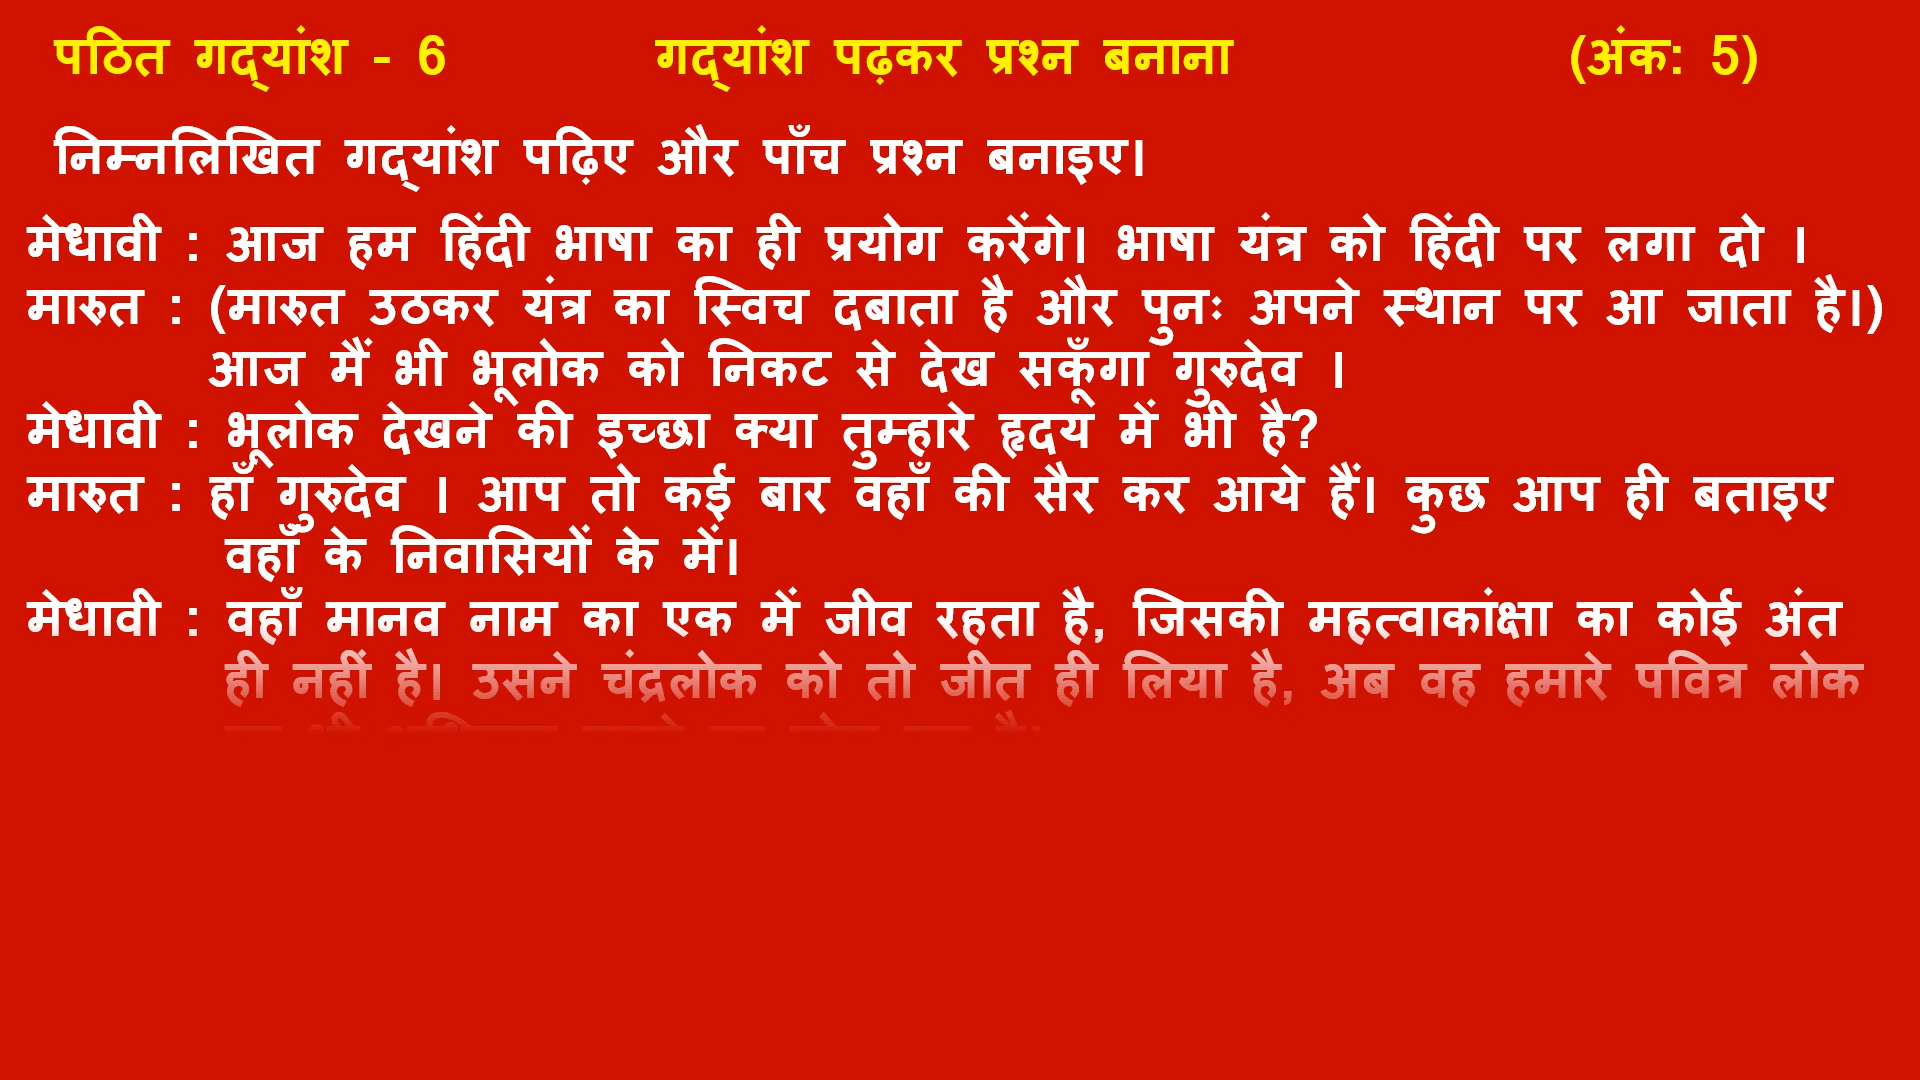 पठित गद्यांश - 6 गद्यांश पढ़कर प्रश्न बनाना (अंक: 5)
निम्नलिखित गद्यांश पढ़िए और पाँच प्रश्न बनाइए।
मेधावी : आज हम हिंदी भाषा का ही प्रयोग करेंगे। भाषा यंत्र को हिंदी पर लगा दो ।
मारुत : (मारुत उठकर यंत्र का स्विच दबाता है और पुनः अपने स्थान पर आ जाता है।)
आज मैं भी भूलोक को निकट से देख सकूँगा गुरुदेव ।
मेधावी : भूलोक देखने की इच्छा क्या तुम्हारे हृदय में भी है?
मारुत : हाँ गुरुदेव । आप तो कई बार वहाँ की सैर कर आये हैं। कुछ आप ही बताइए
वहाँ के निवासियों के में।
मेधावी : वहाँ मानव नाम का एक में जीव रहता है, जिसकी महत्वाकांक्षा का कोई अंत
ही नहीं है। उसने चंद्रलोक को तो जीत ही लिया है, अब वह हमारे पवित्र लोक